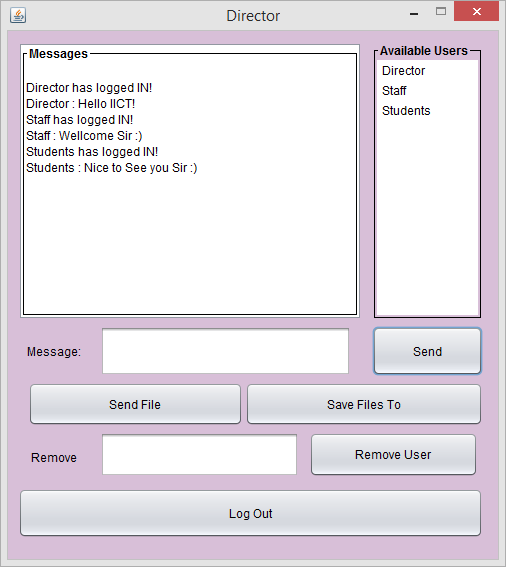 Director
Messages
Available Users
Director has logged IN!
Director : Hello IICT!
Staff has logged IN!
Staff : Wellcome Sir :)
Students has logged IN!
Students : Nice to See you Sir :)
Director
Staff
Students
Message:
Send
Send File
Save Files To
Remove
Remove User
Log Out